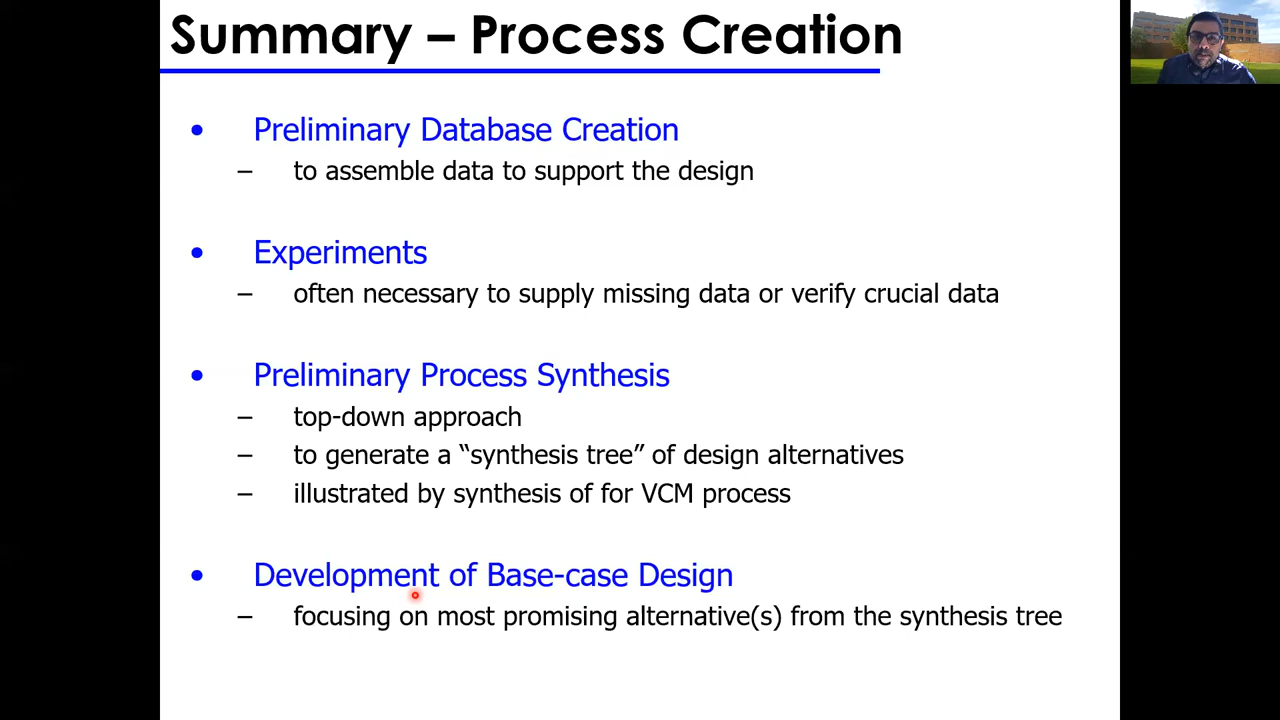 Summary – Process Creation
• Preliminary Database Creation
– to assemble data to support the design
• Experiments
– often necessary to supply missing data or verify crucial data
• Preliminary Process Synthesis
– top-down approach
– to generate a “synthesis tree” of design alternatives
– illustrated by synthesis of for VCM process
• Development of Base-case Design
– focusing on most promising alternative(s) from the synthesis tree